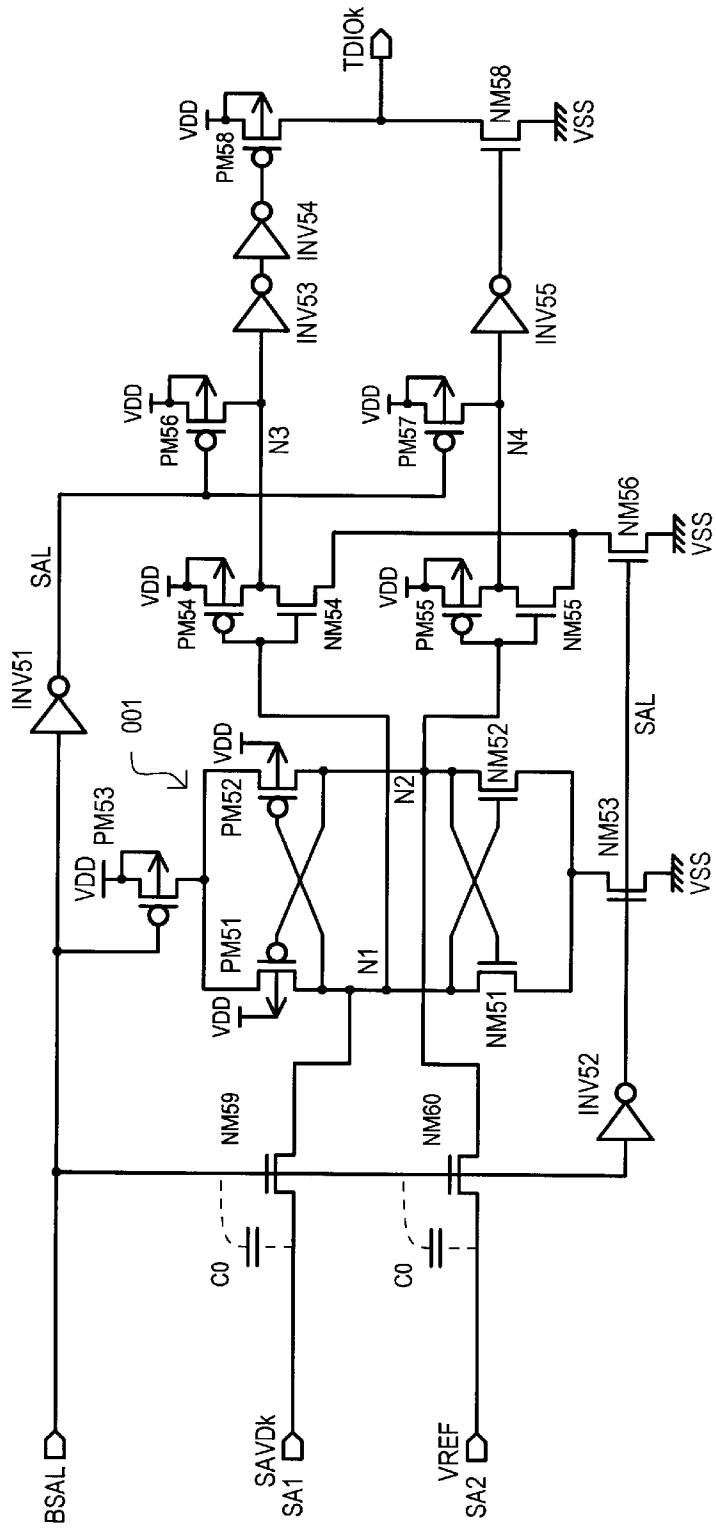 BSAL
SAVDk
SA1
VREF
SA2
C0
C0
NM59
NM60
INV52
VDD
PM53
001
VDD
PM51
PM52
VDD
N1
N2
NM51
NM52
NM53
VSS
INV51
SAL
SAL
VDD
PM54
NM54
VDD
PM55
NM55
NM56
VSS
VDD
PM56
N3
VDD
PM57
N4
INV53
INV54
INV55
VDD
PM58
TDIOk
NM58
VSS